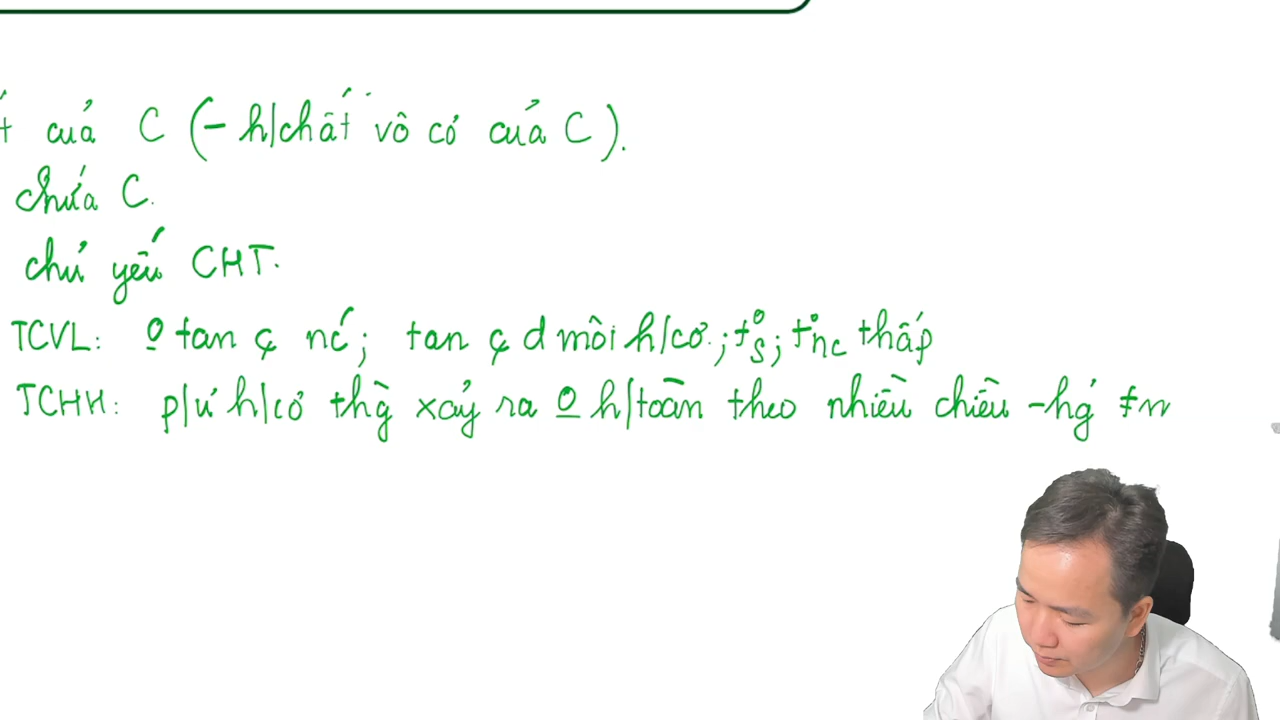 của C (- h/chất vô cơ của C).
chứa C.
chủ yếu CHT.
TCVL: 0 tan ç nć; tan ç d môi h/cơ.; t°s; t°nc thấp
TCHH: p/ứ h/cơ thg̀ xảy ra 0 h/toàn theo nhiều chiều -hg´